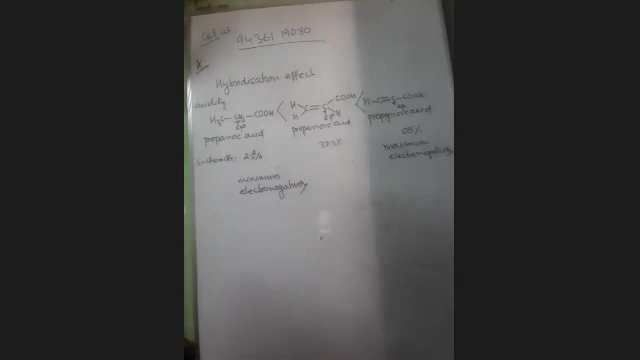 Call at
94361 19080
Hybridisation effect
acidity
H₃C-CH₂-COOH < H H C=C COOH H < H-C≡C-COOH
sp³ sp² sp
propanoic acid propenoic acid propynoic acid
S-character: 25% 33.3% 50%
minimum electronegativity
maximum electronegativity